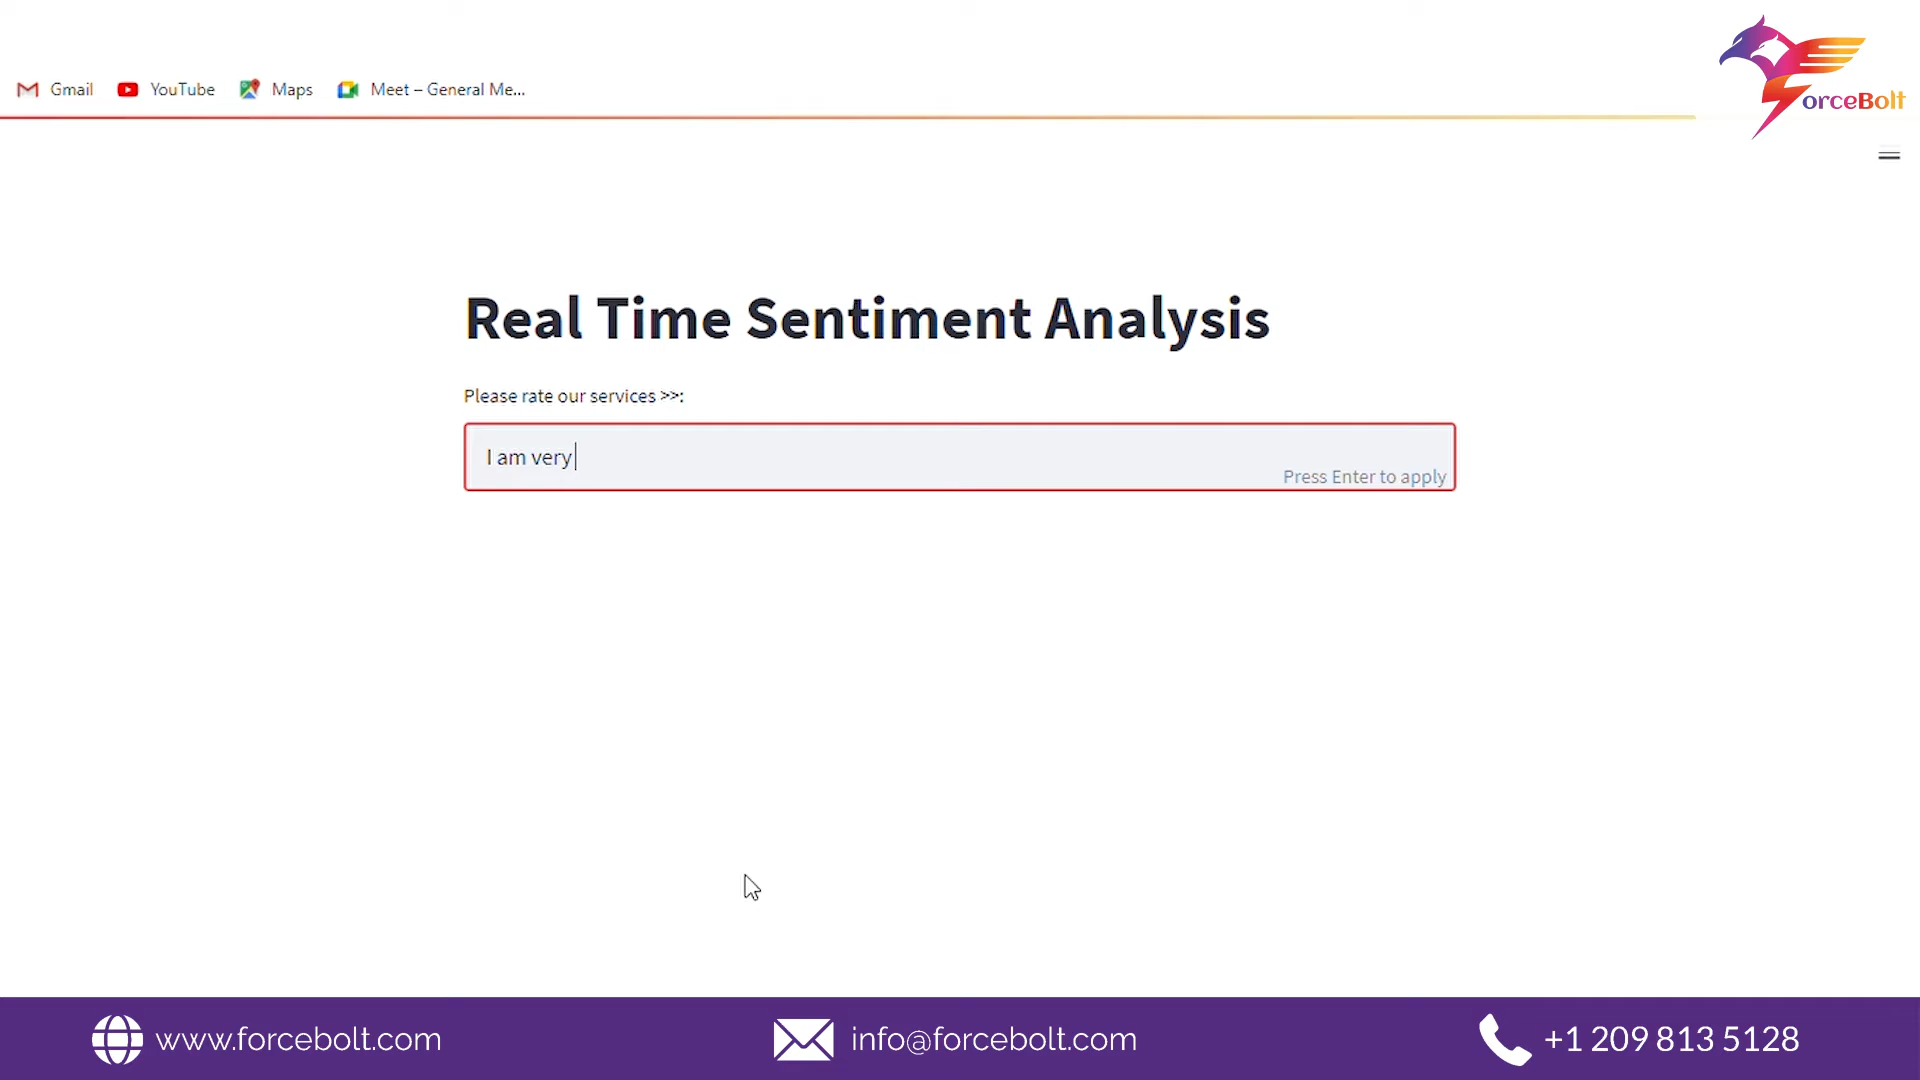 Gmail YouTube Maps Meet – General Me...
orceBolt
Real Time Sentiment Analysis
Please rate our services >>:
I am very
Press Enter to apply
www.forcebolt.com info@forcebolt.com +1 209 813 5128